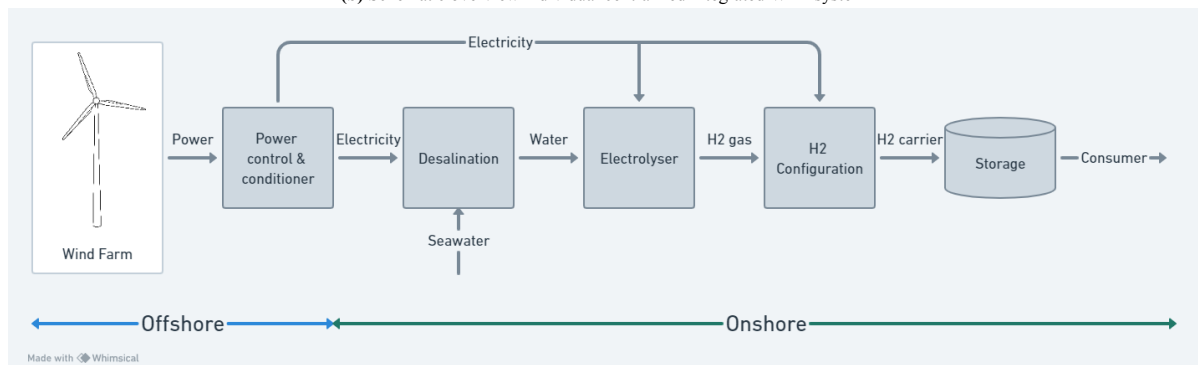 Electricity
Power
Power
control &
conditioner
Electricity
Desalination
Water
Electrolyser
H2 gas
H2
Configuration
H2 carrier
Storage
Consumer
Seawater
Wind Farm
Offshore
Onshore
Made with Whimsical